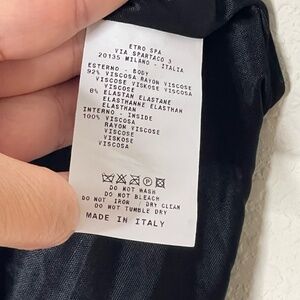 ETRO SPA
VIA SPARTACO 3
20135 MILANO - ITALIA
ESTERNO - BODY
92% VISCOSA RAYON VISCOSE
VISCOSE VISKOSE VISCOSA
8% ELASTAN ELASTANE
ELASTHANNE ELASTHAN
ELASTAN
INTERNO - INSIDE
100% VISCOSA
RAYON VISCOSE
VISCOSE
VISKOSE
VISCOSA
P
DO NOT WASH
DO NOT BLEACH
DO NOT IRON / DRY CLEAN
DO NOT TUMBLE DRY
MADE IN ITALY